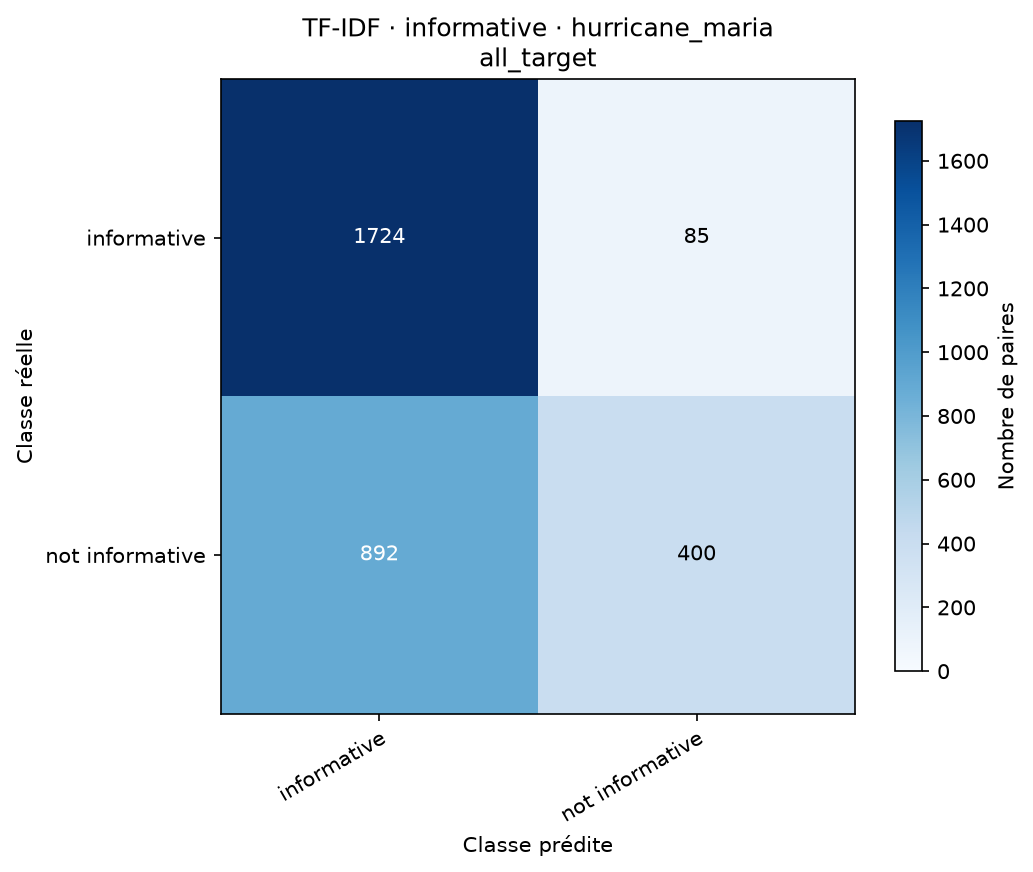 TF-IDF · informative · hurricane_maria
all_target
informative
not informative
Classe réelle
1724
85
892
400
informative
not informative
Classe prédite
1600
1400
1200
1000
800
600
400
200
0
Nombre de paires